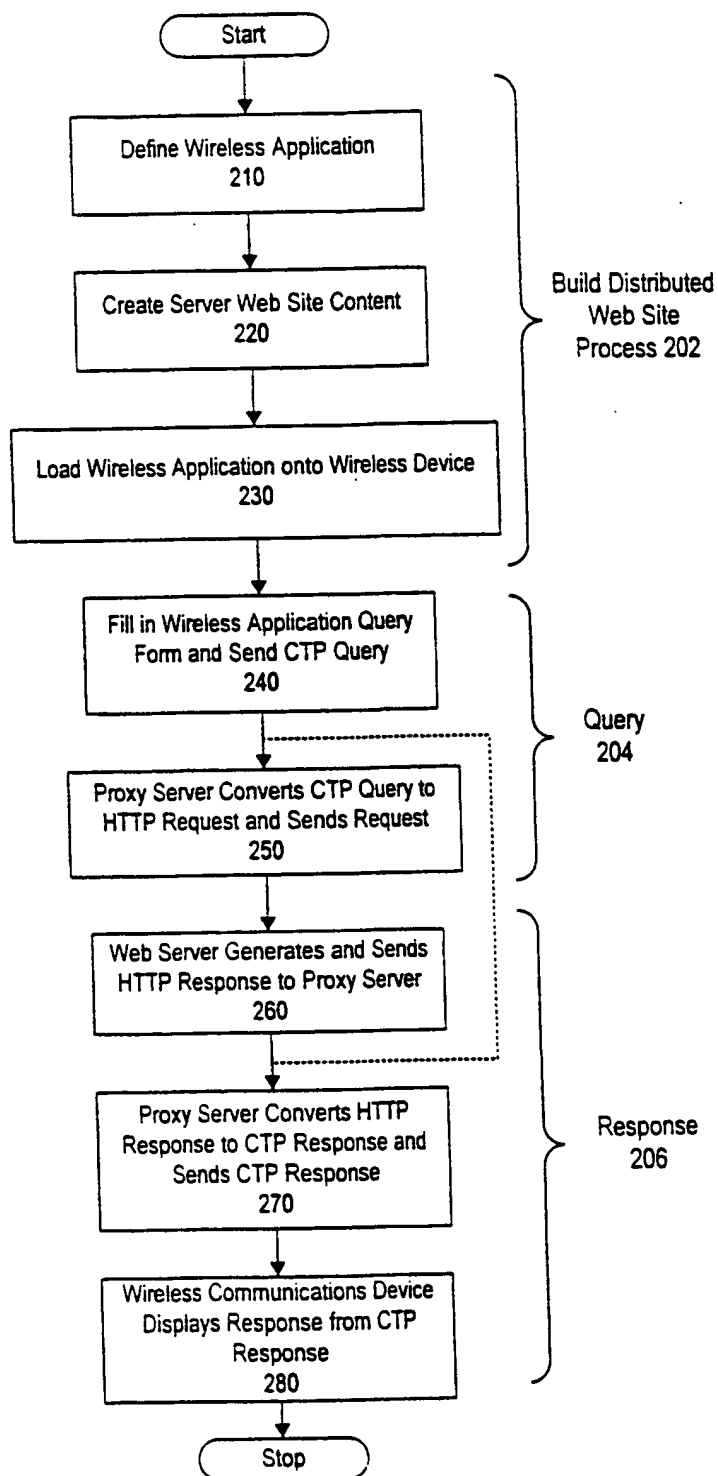 Start
Define Wireless Application
210
Create Server Web Site Content
220
Load Wireless Application onto Wireless Device
230
Build Distributed
Web Site
Process 202
Fill in Wireless Application Query
Form and Send CTP Query
240
Proxy Server Converts CTP Query to
HTTP Request and Sends Request
250
Query
204
Web Server Generates and Sends
HTTP Response to Proxy Server
260
Proxy Server Converts HTTP
Response to CTP Response and
Sends CTP Response
270
Wireless Communications Device
Displays Response from CTP
Response
280
Response
206
Stop